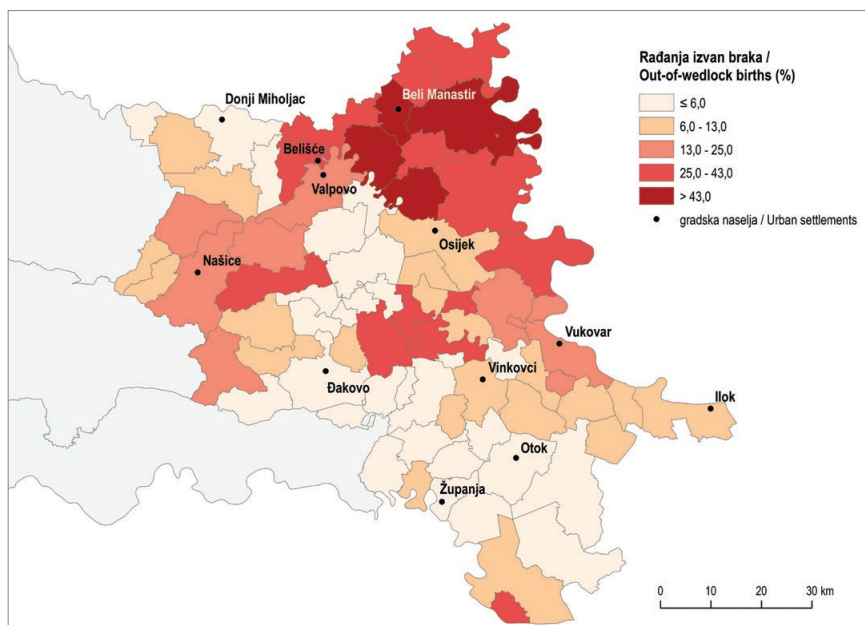 Rađanja izvan braka /
Out-of-wedlock births (%)
≤ 6,0
6,0 - 13,0
13,0 - 25,0
25,0 - 43,0
> 43,0
gradska naselja / Urban settlements
Donji Miholjac
Beli Manastir
Belišće
Valpovo
Osijek
Našice
Vukovar
Đakovo
Vinkovci
Ilok
Otok
Županja
0 10 20 30 km